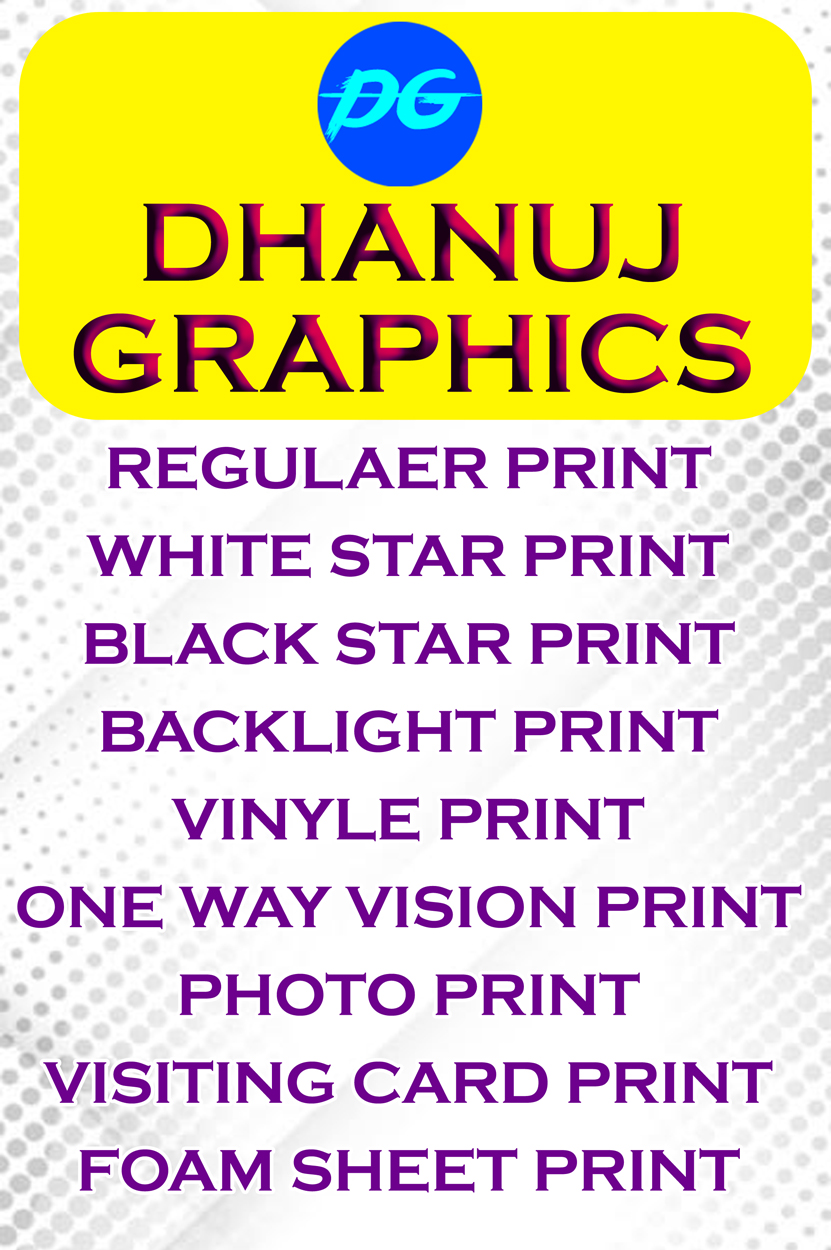 DG
DHANUJ
GRAPHICS
REGULAER PRINT
WHITE STAR PRINT
BLACK STAR PRINT
BACKLIGHT PRINT
VINYLE PRINT
ONE WAY VISION PRINT
PHOTO PRINT
VISITING CARD PRINT
FOAM SHEET PRINT